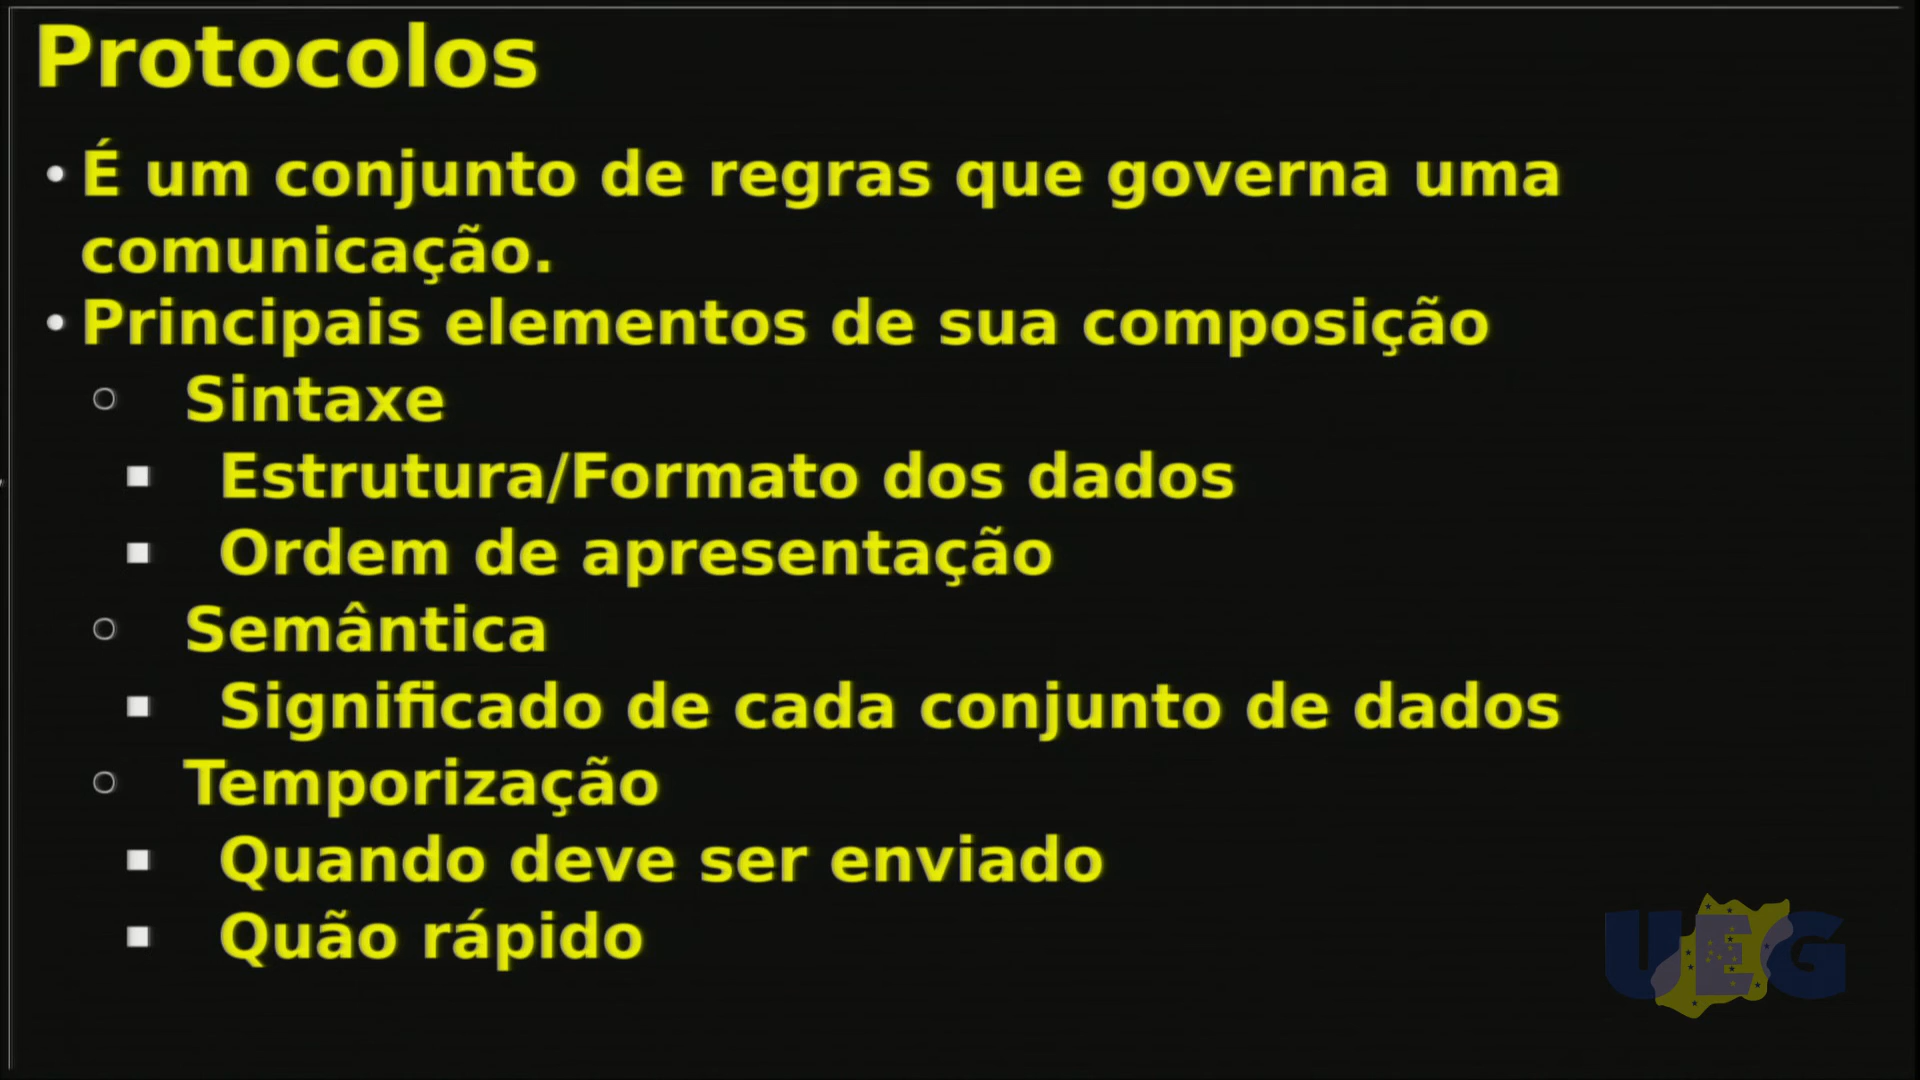 Protocolos
• É um conjunto de regras que governa uma
comunicação.
• Principais elementos de sua composição
○ Sintaxe
▪ Estrutura/Formato dos dados
▪ Ordem de apresentação
○ Semântica
▪ Significado de cada conjunto de dados
○ Temporização
▪ Quando deve ser enviado
▪ Quão rápido
UEG